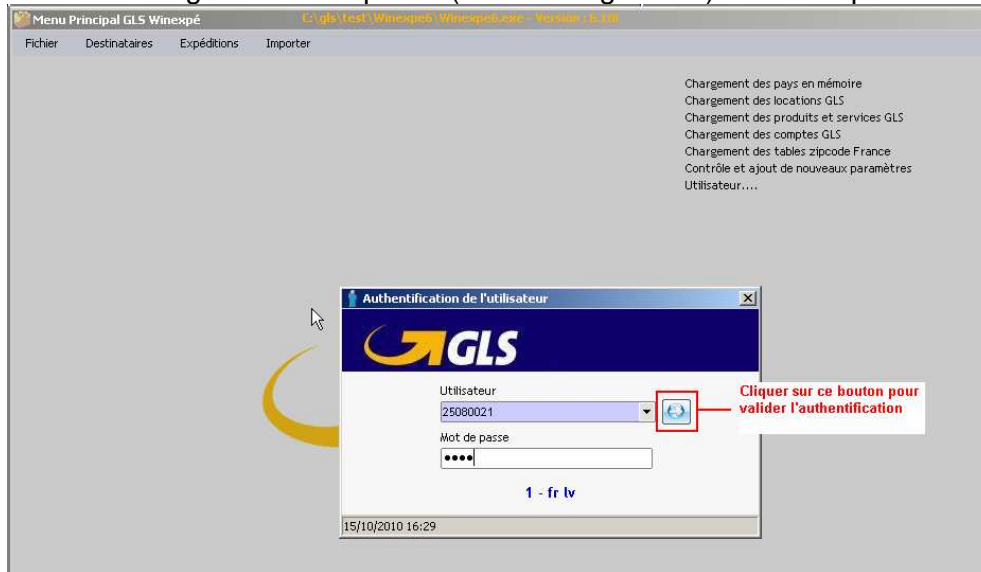 Menu Principal GLS Winexpé C:\gls\test\Winexpe6\Winexpe6.exe - Version : 6.1.0
Fichier Destinataires Expéditions Importer
Chargement des pays en mémoire
Chargement des locations GLS
Chargement des produits et services GLS
Chargement des comptes GLS
Chargement des tables zipcode France
Contrôle et ajout de nouveaux paramètres
Utilisateur....
Authentification de l'utilisateur
GLS
Utilisateur
25080021
Cliquer sur ce bouton pour
valider l'authentification
Mot de passe
1 - fr lv
15/10/2010 16:29